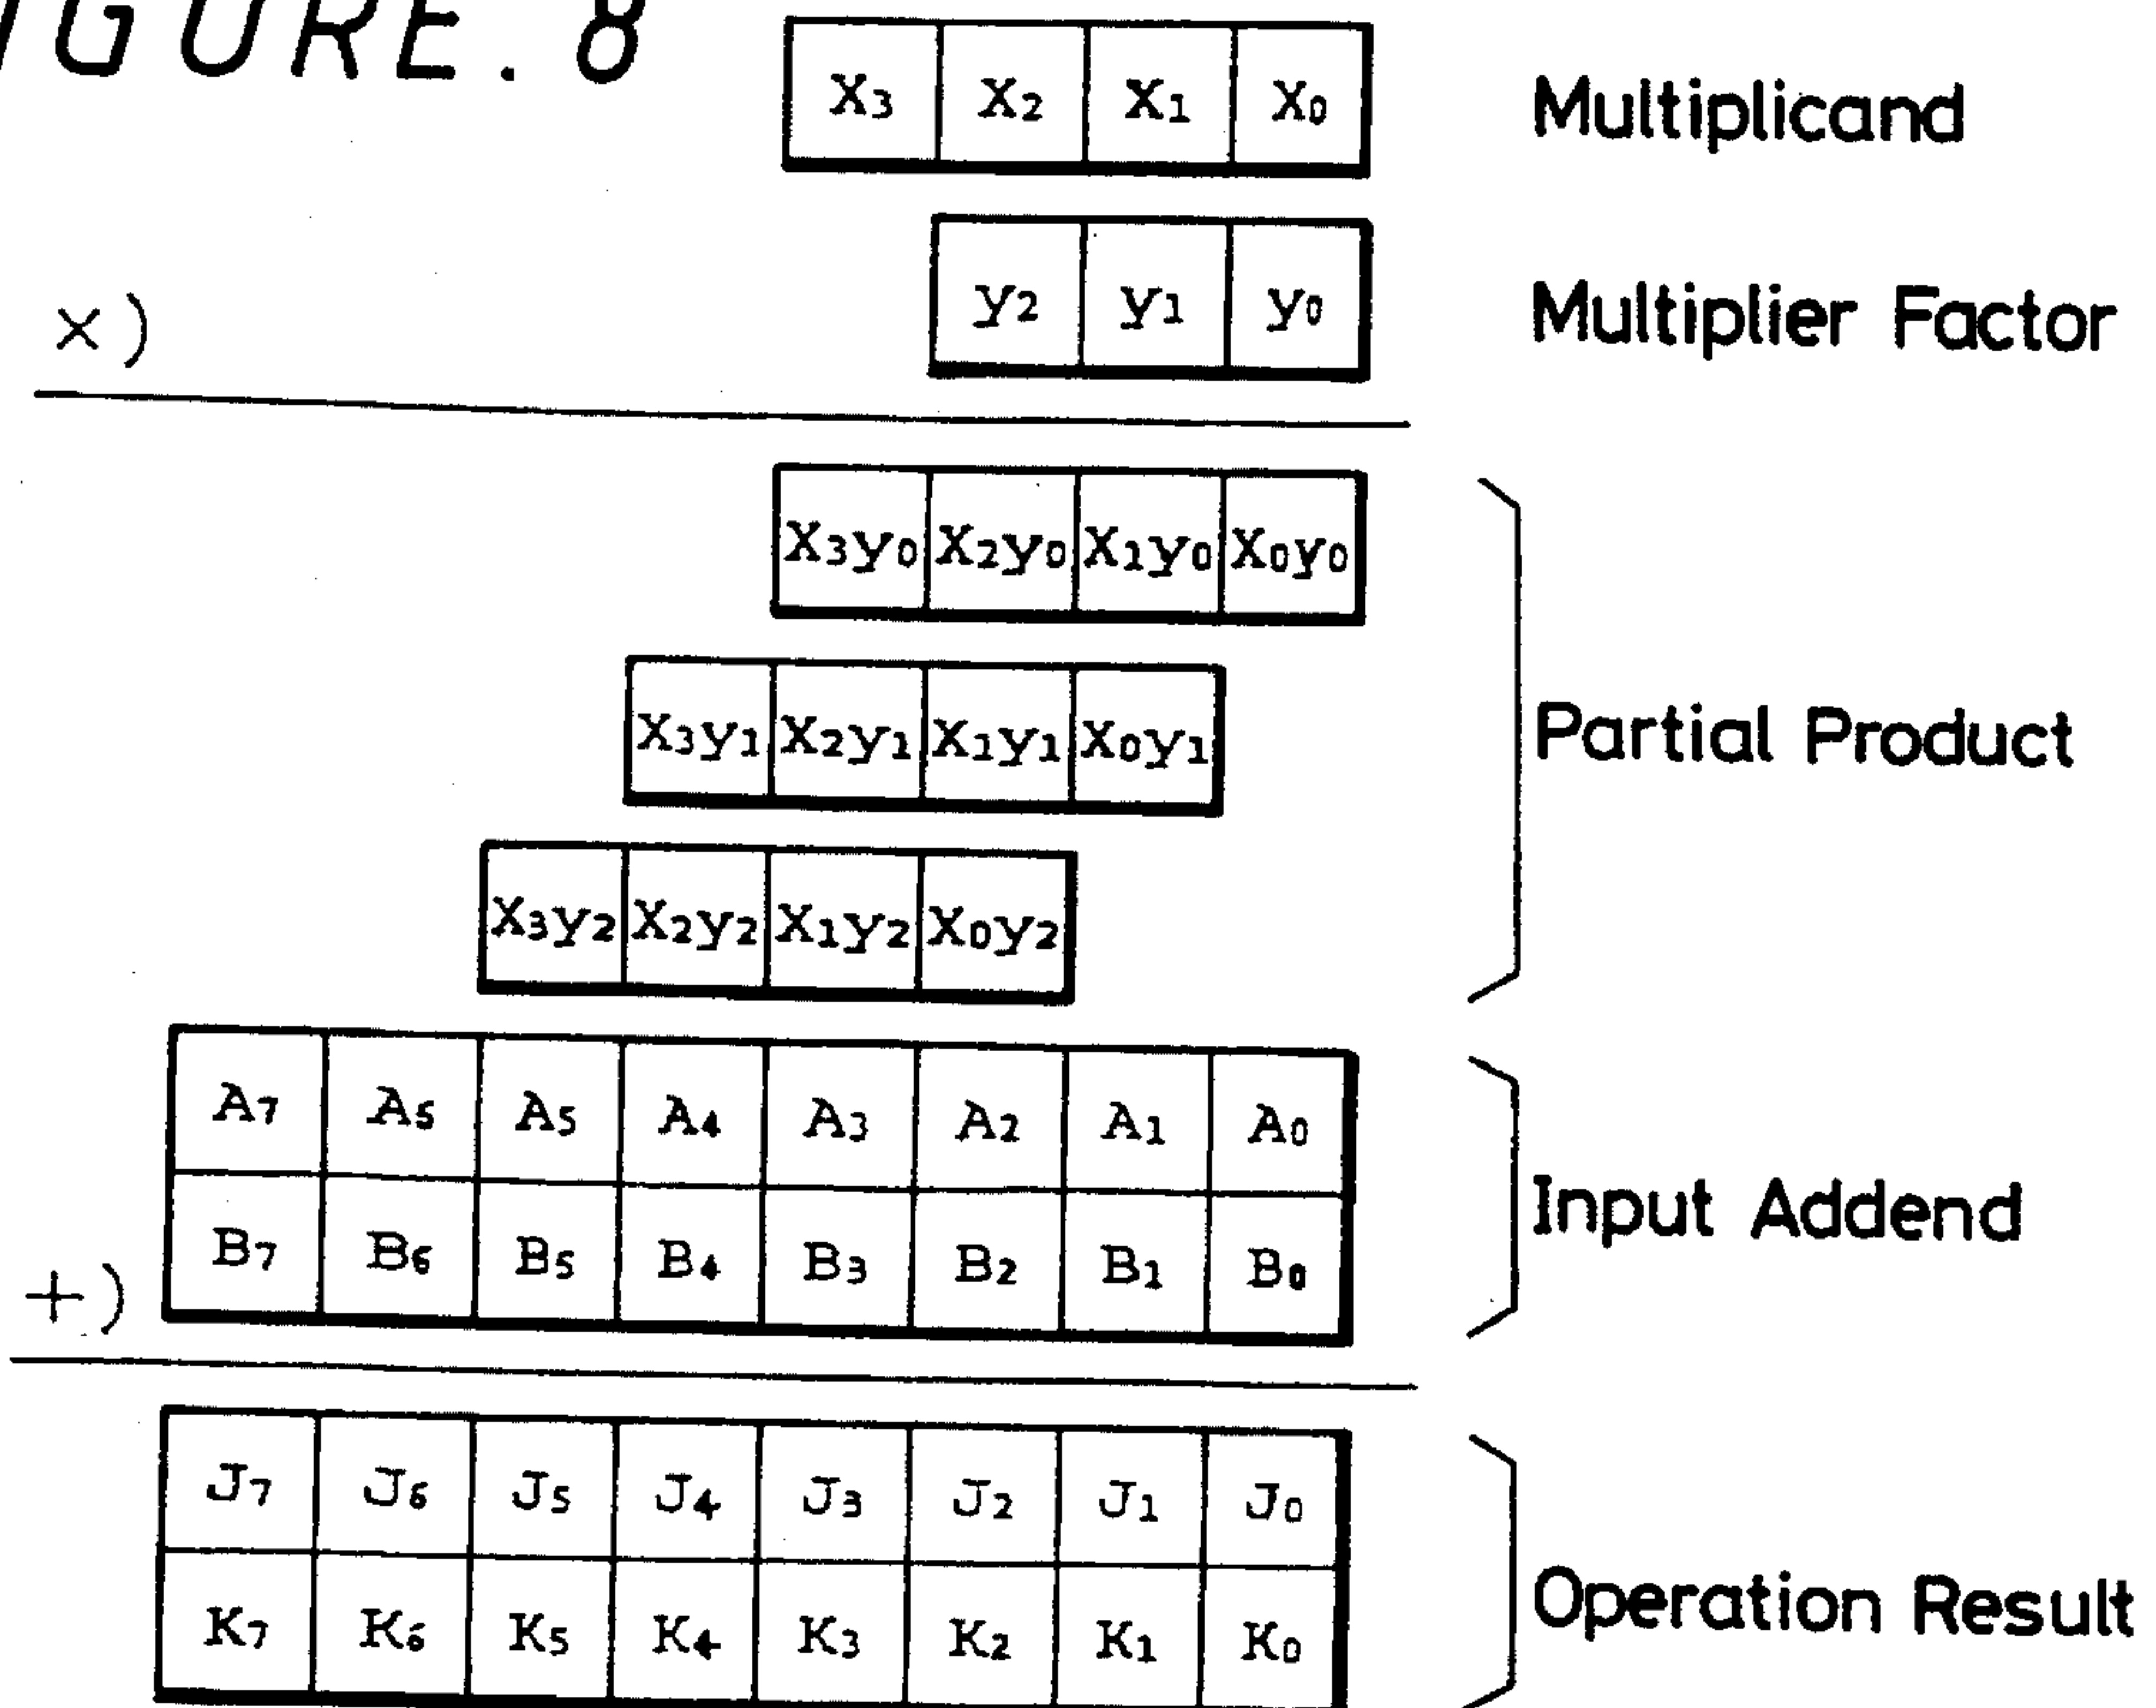 IGURE. 8
X3 X2 X1 X0 Multiplicand
x) y2 y1 y0 Multiplier Factor
X3y0 X2y0 X1y0 X0y0
X3y1 X2y1 X1y1 X0y1 Partial Product
X3y2 X2y2 X1y2 X0y2
A7 A5 A5 A4 A3 A2 A1 A0
Input Addend
+) B7 B6 B5 B4 B3 B2 B1 B0
J7 J6 J5 J4 J3 J2 J1 J0
Operation Result
K7 K6 K5 K4 K3 K2 K1 K0